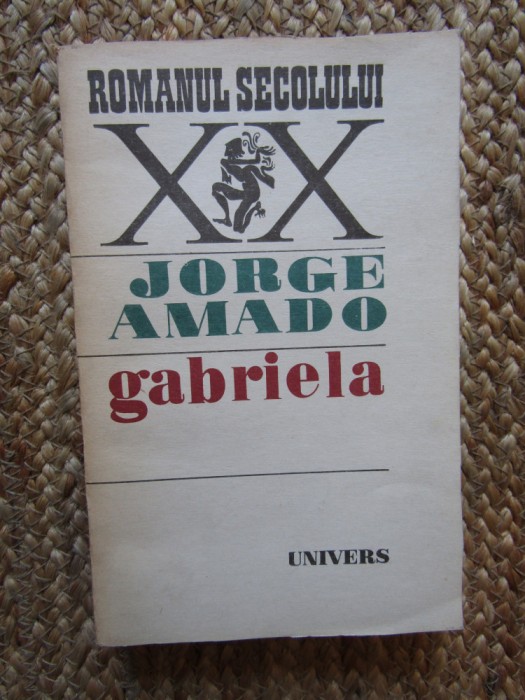 ROMANUL SECOLULUI
XX
JORGE
AMADO
gabriela
UNIVERS